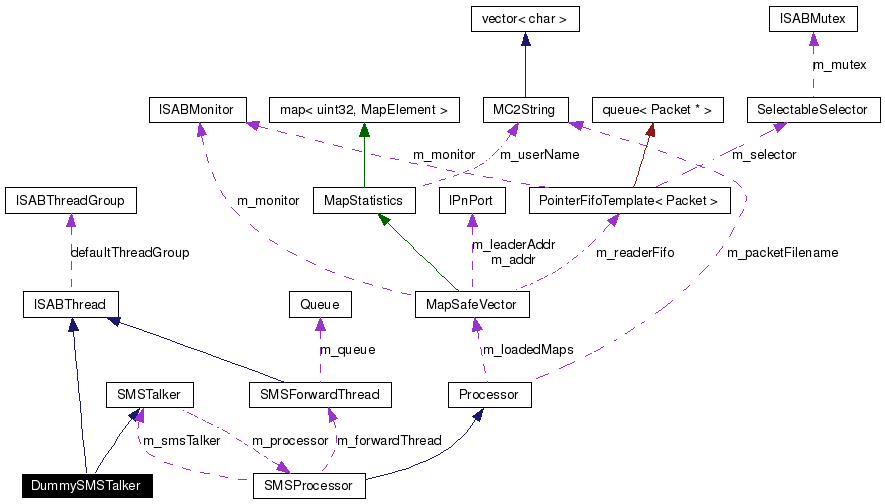 vector< char >
ISABMutex
m_mutex
ISABMonitor
map< uint32, MapElement >
MC2String
queue< Packet * >
SelectableSelector
m_monitor
m_userName
m_selector
ISABThreadGroup
m_monitor
MapStatistics
IPnPort
PointerFifoTemplate< Packet >
defaultThreadGroup
m_leaderAddr
m_addr
m_readerFifo
m_packetFilename
ISABThread
Queue
MapSafeVector
m_queue
m_loadedMaps
SMSTalker
SMSForwardThread
Processor
m_smsTalker
m_processor
m_forwardThread
DummySMSTalker
SMSProcessor